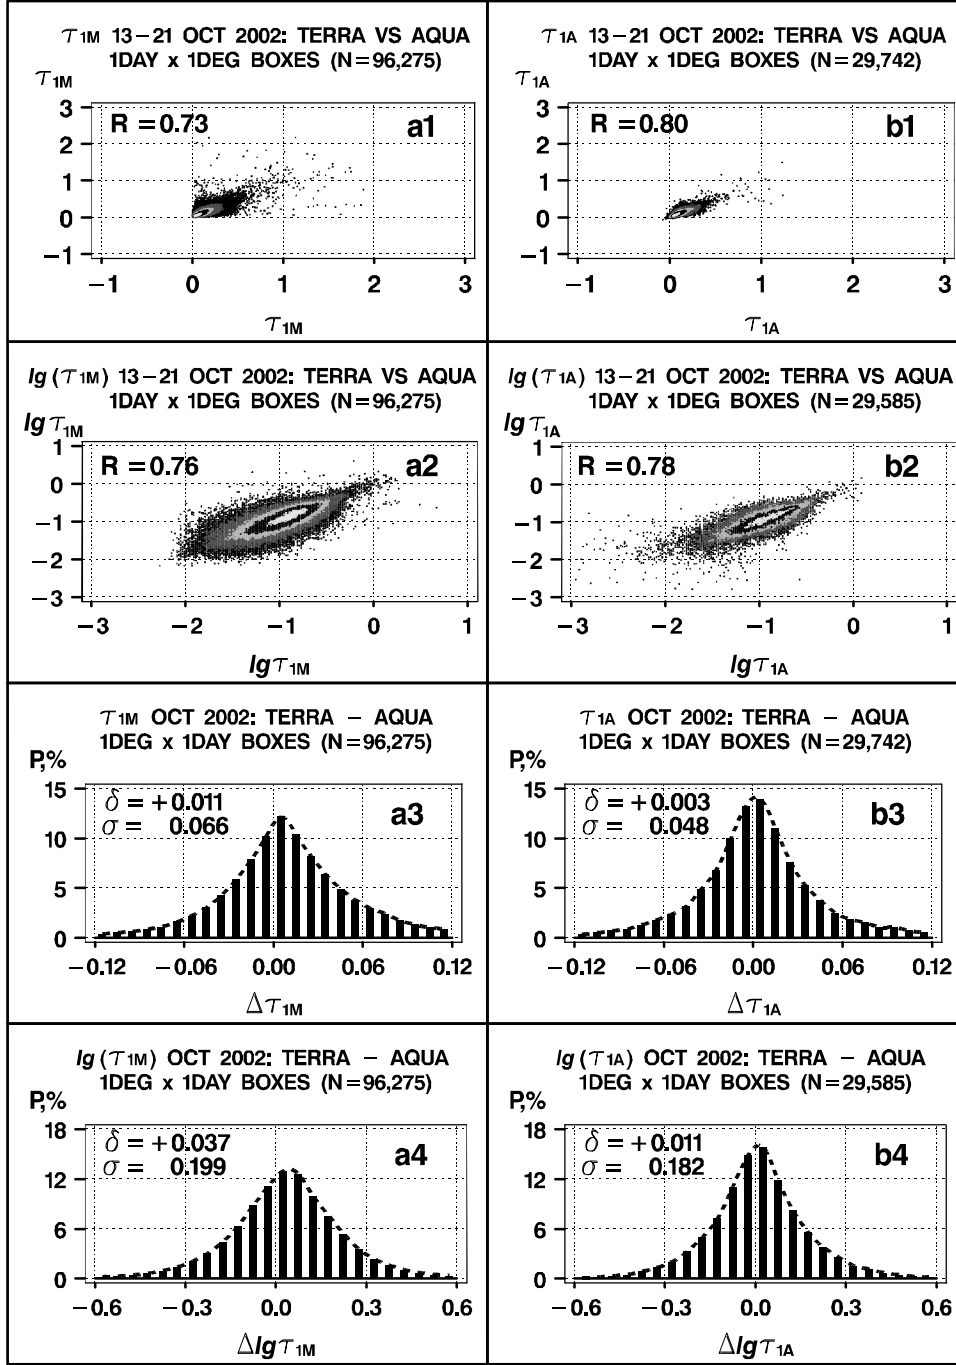 τ1M 13−21 OCT 2002: TERRA VS AQUA
1DAY x 1DEG BOXES (N=96,275)
τ1M
3
2
1
0
−1
R=0.73
a1
−1 0 1 2 3
τ1M
τ1A 13−21 OCT 2002: TERRA VS AQUA
1DAY x 1DEG BOXES (N=29,742)
τ1A
3
2
1
0
−1
R=0.80
b1
−1 0 1 2 3
τ1A
lg(τ1M) 13−21 OCT 2002: TERRA VS AQUA
1DAY x 1DEG BOXES (N=96,275)
lgτ1M
1
0
−1
−2
−3
R=0.76
a2
−3 −2 −1 0 1
lgτ1M
lg(τ1A) 13−21 OCT 2002: TERRA VS AQUA
1DAY x 1DEG BOXES (N=29,585)
lgτ1A
1
0
−1
−2
−3
R=0.78
b2
−3 −2 −1 0 1
lgτ1A
τ1M OCT 2002: TERRA − AQUA
1DEG x 1DAY BOXES (N=96,275)
P,%
15
10
5
0
δ=+0.011
σ= 0.066
a3
−0.12 −0.06 0.00 0.06 0.12
Δτ1M
τ1A OCT 2002: TERRA − AQUA
1DEG x 1DAY BOXES (N=29,742)
P,%
15
10
5
0
δ=+0.003
σ= 0.048
b3
−0.12 −0.06 0.00 0.06 0.12
Δτ1A
lg(τ1M) OCT 2002: TERRA − AQUA
1DEG x 1DAY BOXES (N=96,275)
P,%
18
12
6
0
δ=+0.037
σ= 0.199
a4
−0.6 −0.3 0.0 0.3 0.6
Δlgτ1M
lg(τ1A) OCT 2002: TERRA − AQUA
1DEG x 1DAY BOXES (N=29,585)
P,%
18
12
6
0
δ=+0.011
σ= 0.182
b4
−0.6 −0.3 0.0 0.3 0.6
Δlgτ1A